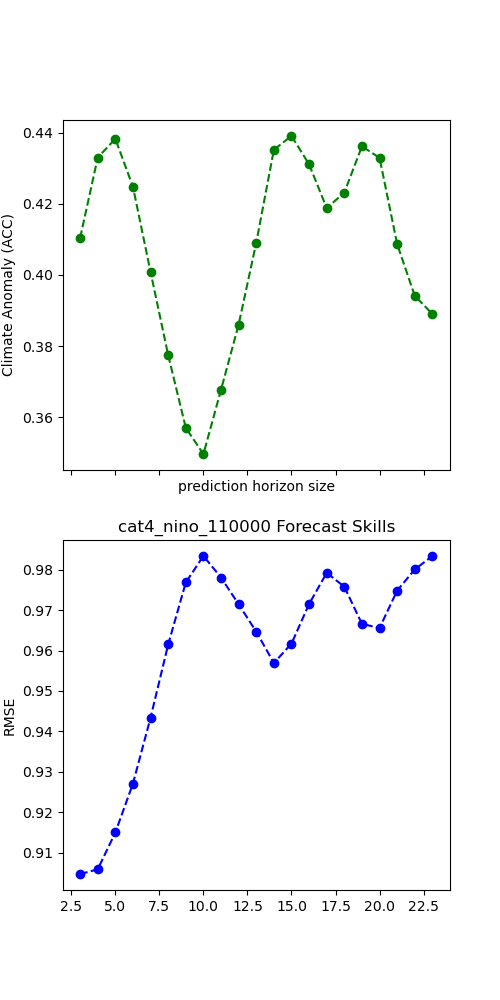 0.44
0.42
0.40
0.38
0.36
Climate Anomaly (ACC)
prediction horizon size
cat4_nino_110000 Forecast Skills
0.98
0.97
0.96
0.95
0.94
0.93
0.92
0.91
RMSE
2.5 5.0 7.5 10.0 12.5 15.0 17.5 20.0 22.5